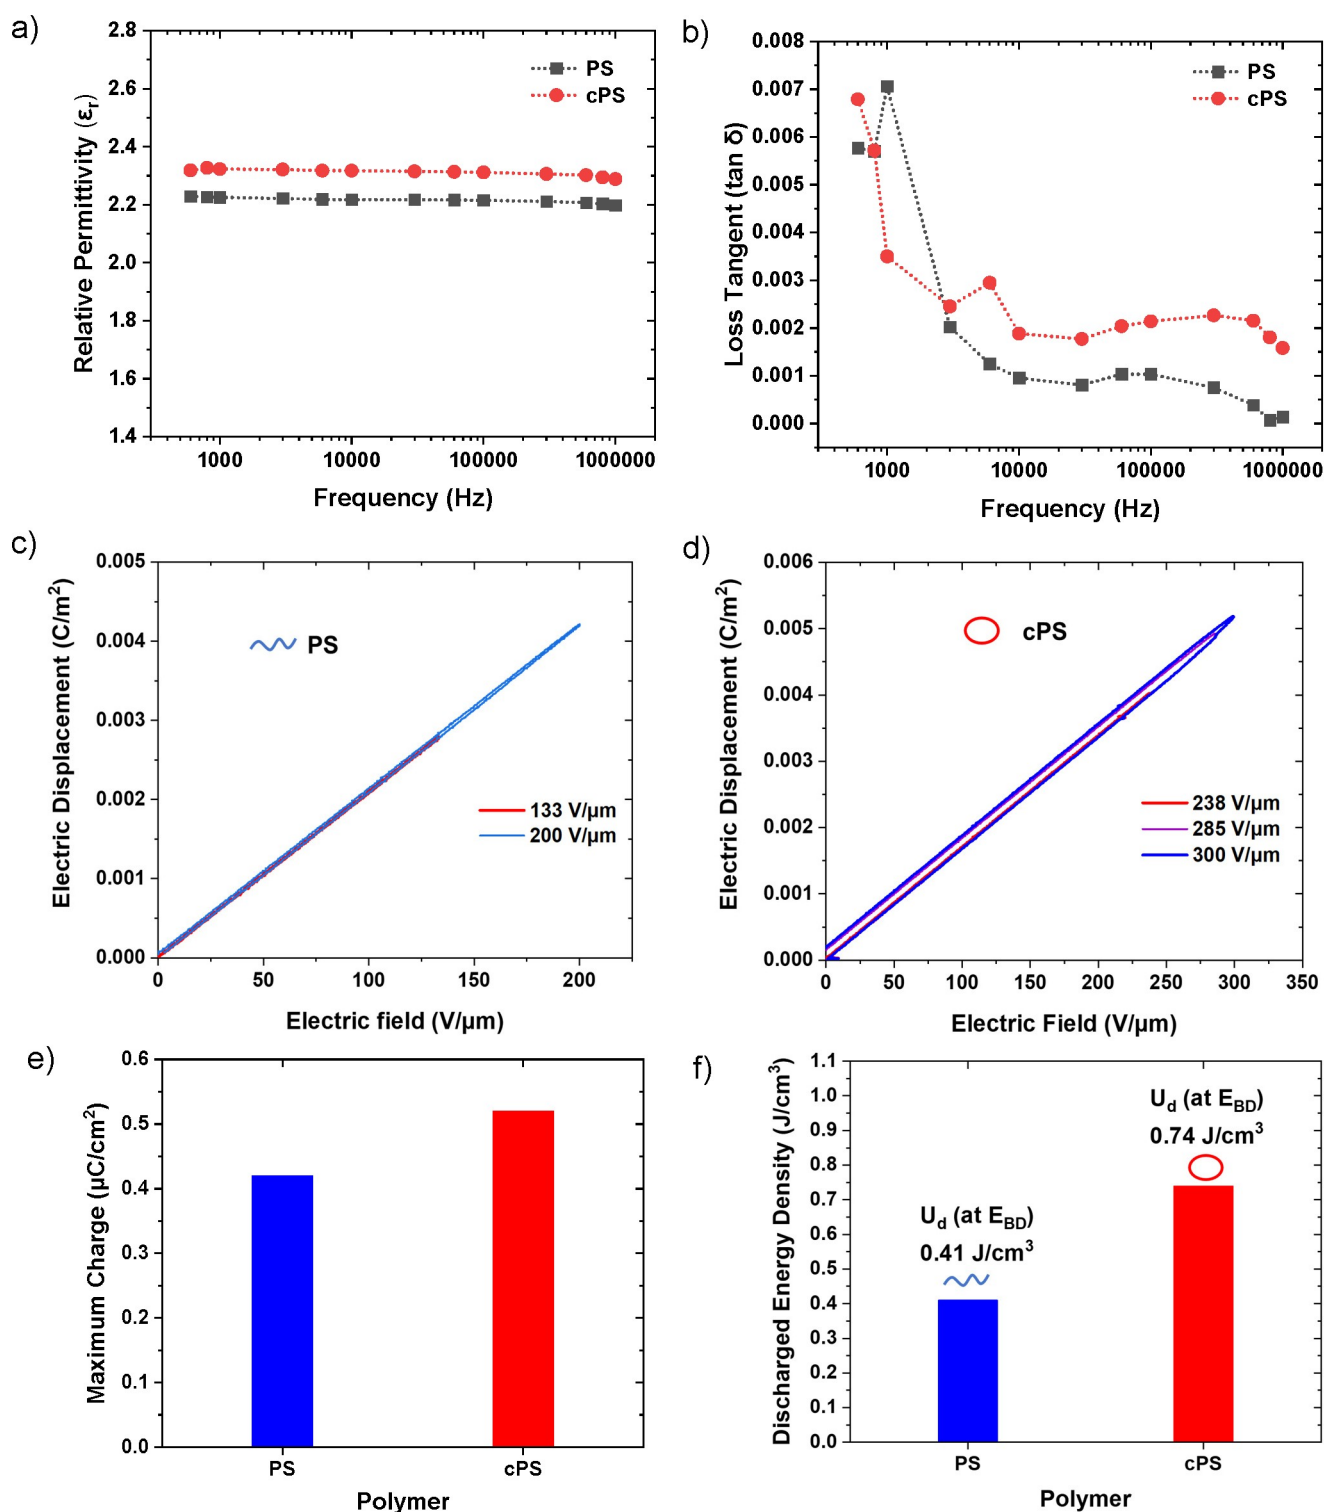 a)
2.8
2.6
2.4
2.2
2.0
1.8
1.6
1.4
Relative Permittivity (εr)
PS
cPS
1000 10000 100000 1000000
Frequency (Hz)
b)
0.008
0.007
0.006
0.005
0.004
0.003
0.002
0.001
0.000
Loss Tangent (tan δ)
PS
cPS
1000 10000 100000 1000000
Frequency (Hz)
c)
0.005
0.004
0.003
0.002
0.001
0.000
Electric Displacement (C/m²)
PS
133 V/μm
200 V/μm
0 50 100 150 200
Electric field (V/μm)
d)
0.006
0.005
0.004
0.003
0.002
0.001
0.000
Electric Displacement (C/m²)
cPS
238 V/μm
285 V/μm
300 V/μm
0 50 100 150 200 250 300 350
Electric Field (V/μm)
e)
0.6
0.5
0.4
0.3
0.2
0.1
0.0
Maximum Charge (μC/cm²)
PS cPS
Polymer
f)
1.1
1.0
0.9
0.8
0.7
0.6
0.5
0.4
0.3
0.2
0.1
0.0
Discharged Energy Density (J/cm³)
Ud (at EBD)
0.41 J/cm³
Ud (at EBD)
0.74 J/cm³
PS cPS
Polymer